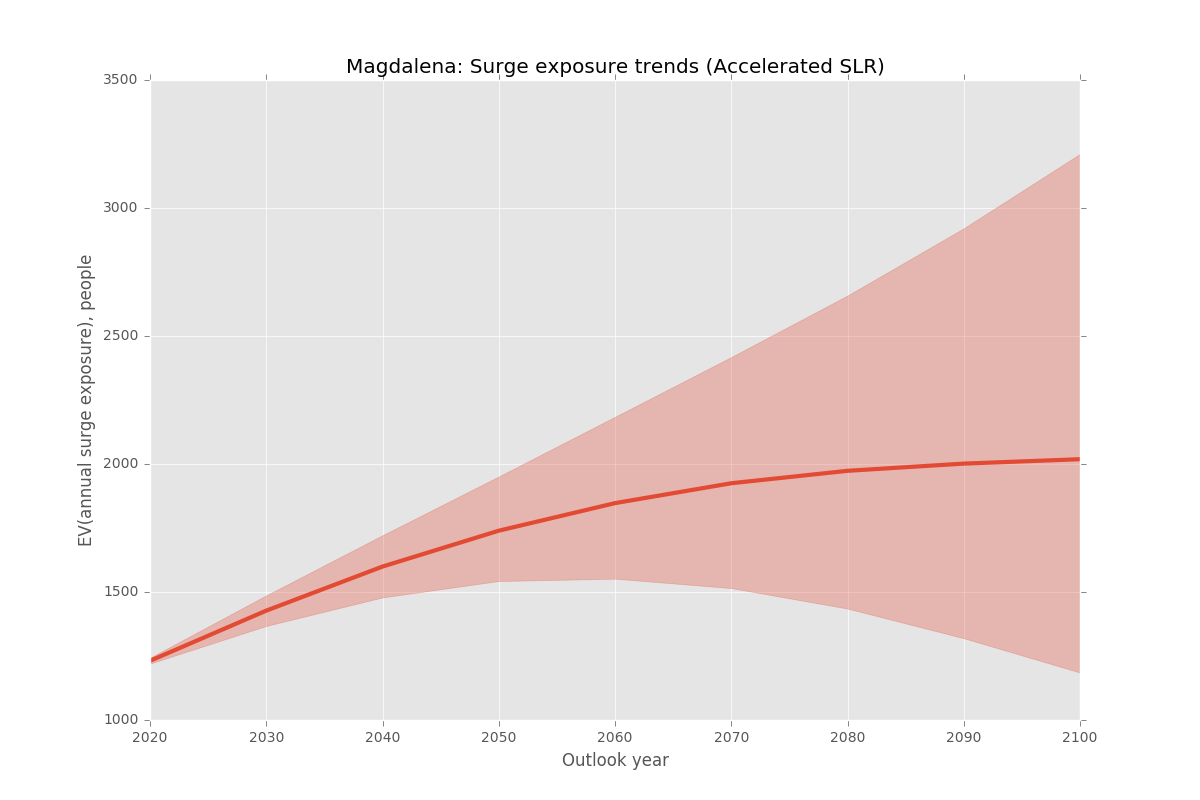 Magdalena: Surge exposure trends (Accelerated SLR)
3500
3000
2500
2000
1500
1000
EV(annual surge exposure), people
2020 2030 2040 2050 2060 2070 2080 2090 2100
Outlook year